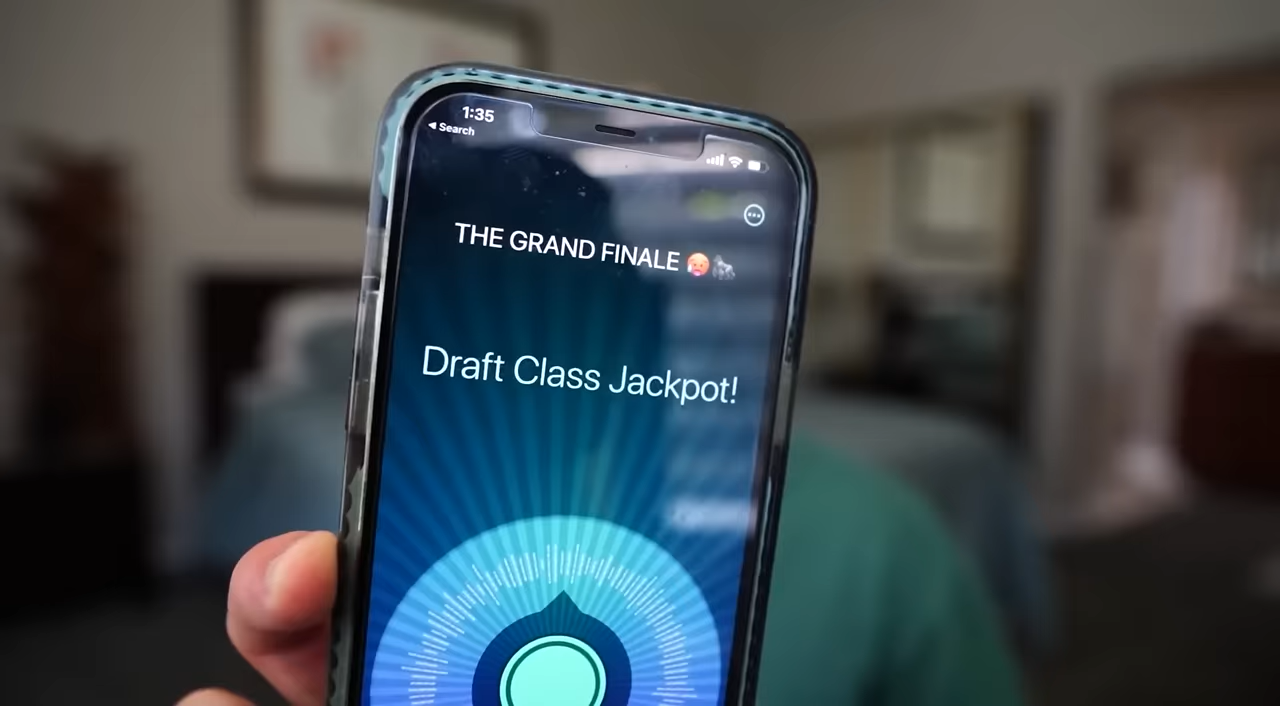 1:35
◀ Search
THE GRAND FINALE 🥵🦍
Draft Class Jackpot!